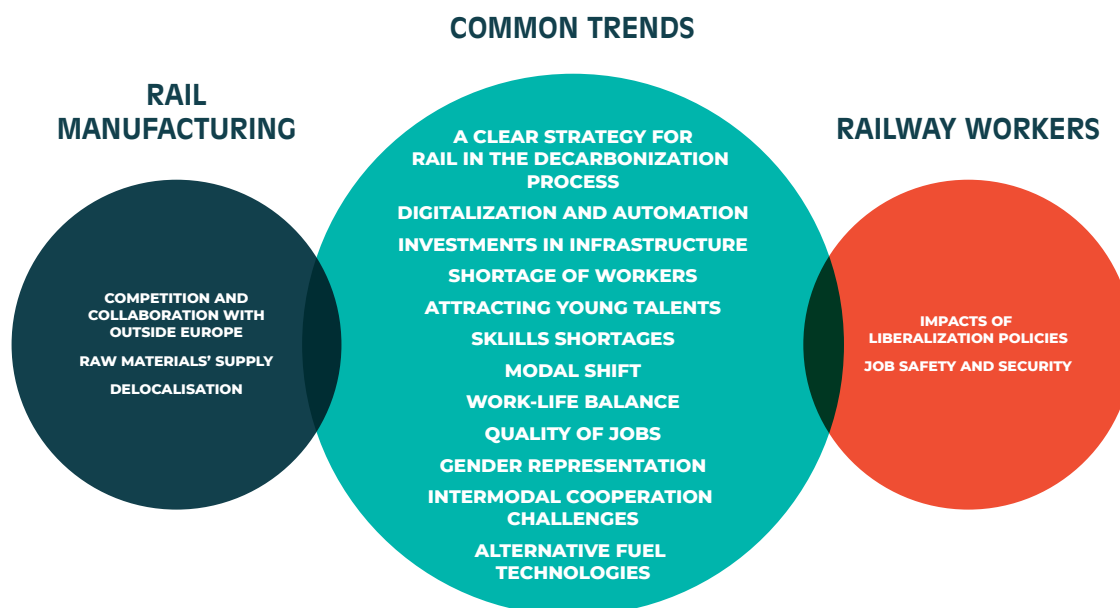 COMMON TRENDS
RAIL
MANUFACTURING
RAILWAY WORKERS
COMPETITION AND
COLLABORATION WITH
OUTSIDE EUROPE
RAW MATERIALS' SUPPLY
DELOCALISATION
A CLEAR STRATEGY FOR
RAIL IN THE DECARBONIZATION
PROCESS
DIGITALIZATION AND AUTOMATION
INVESTMENTS IN INFRASTRUCTURE
SHORTAGE OF WORKERS
ATTRACTING YOUNG TALENTS
SKLILLS SHORTAGES
MODAL SHIFT
WORK-LIFE BALANCE
QUALITY OF JOBS
GENDER REPRESENTATION
INTERMODAL COOPERATION
CHALLENGES
ALTERNATIVE FUEL
TECHNOLOGIES
IMPACTS OF
LIBERALIZATION POLICIES
JOB SAFETY AND SECURITY